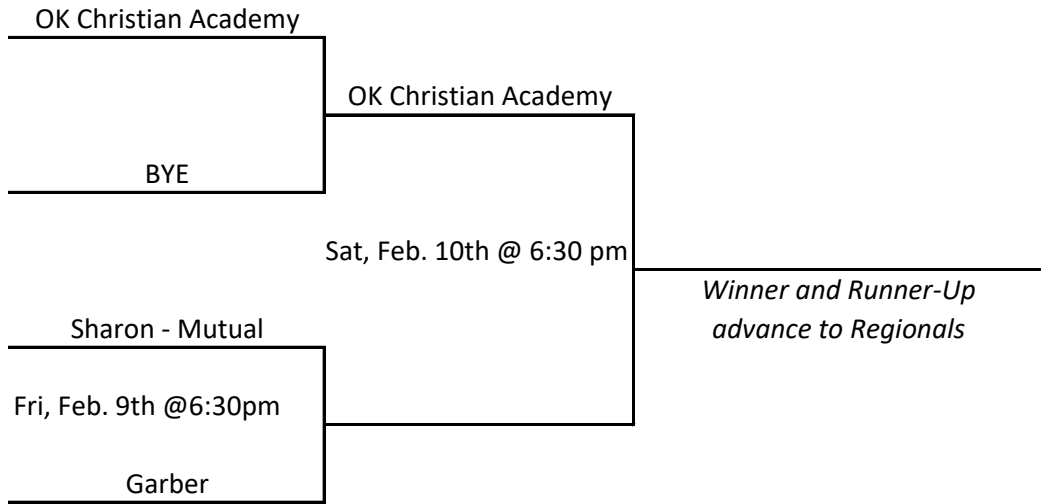 OK Christian Academy
OK Christian Academy
BYE
Sat, Feb. 10th @ 6:30 pm
Winner and Runner-Up
advance to Regionals
Sharon - Mutual
Fri, Feb. 9th @6:30pm
Garber